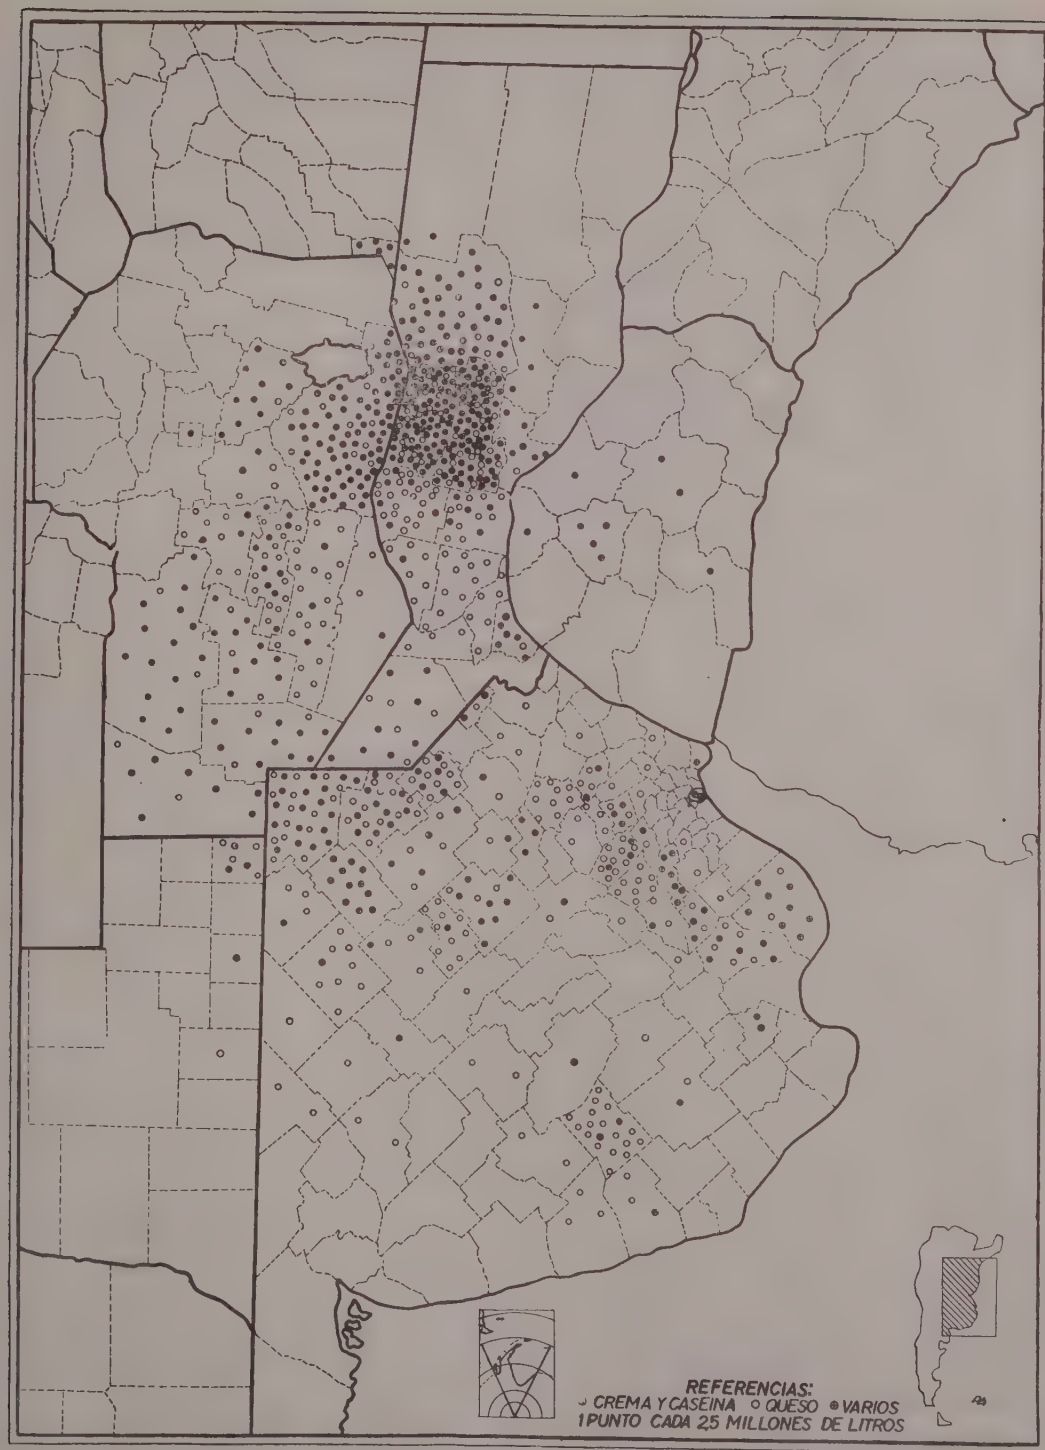 REFERENCIAS:
CREMA Y CASEINA QUESO VARIOS
1 PUNTO CADA 25 MILLONES DE LITROS